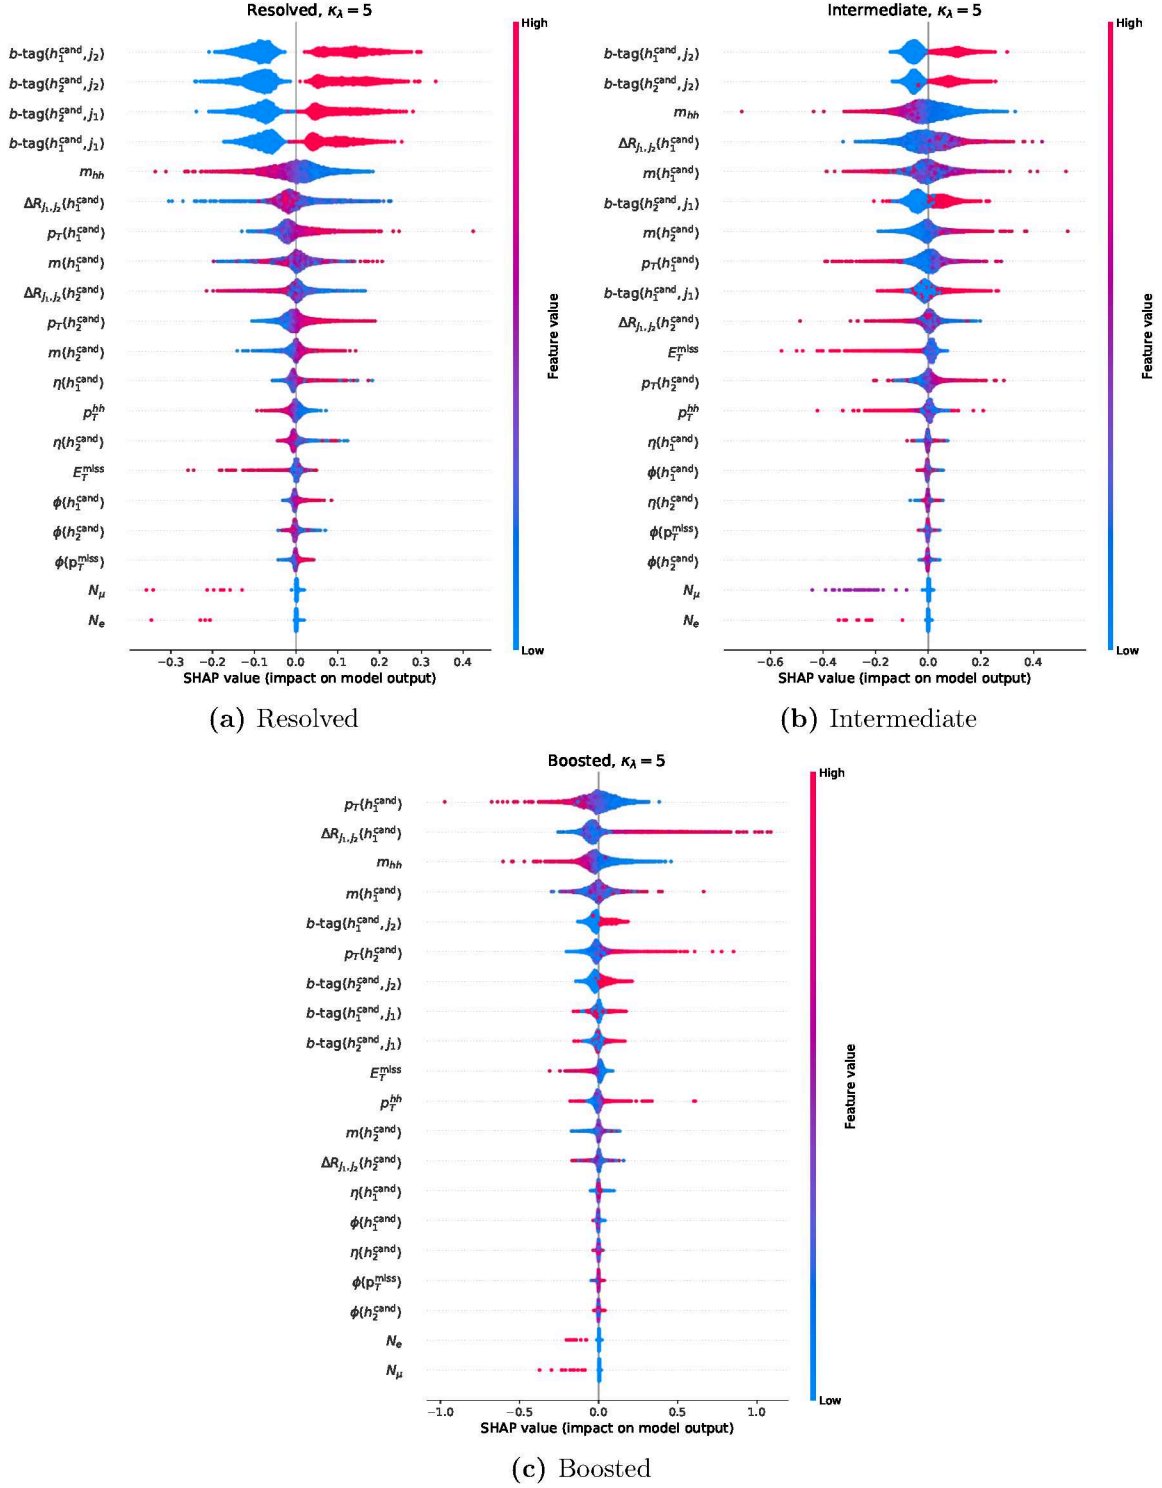 Resolved, κλ = 5
High
b-tag(h₁ᶜᵃⁿᵈ, j₂)
b-tag(h₂ᶜᵃⁿᵈ, j₂)
b-tag(h₂ᶜᵃⁿᵈ, j₁)
b-tag(h₁ᶜᵃⁿᵈ, j₁)
mhh
ΔRj₁,j₂(h₁ᶜᵃⁿᵈ)
pT(h₁ᶜᵃⁿᵈ)
m(h₁ᶜᵃⁿᵈ)
ΔRj₁,j₂(h₂ᶜᵃⁿᵈ)
pT(h₂ᶜᵃⁿᵈ)
m(h₂ᶜᵃⁿᵈ)
η(h₁ᶜᵃⁿᵈ)
pTʰʰ
η(h₂ᶜᵃⁿᵈ)
ETᵐⁱˢˢ
ϕ(h₁ᶜᵃⁿᵈ)
ϕ(h₂ᶜᵃⁿᵈ)
ϕ(pTᵐⁱˢˢ)
Nμ
Ne
Feature value
Low
−0.3 −0.2 −0.1 0.0 0.1 0.2 0.3 0.4
SHAP value (impact on model output)
(a) Resolved
Intermediate, κλ = 5
High
b-tag(h₁ᶜᵃⁿᵈ, j₂)
b-tag(h₂ᶜᵃⁿᵈ, j₂)
mhh
ΔRj₁,j₂(h₁ᶜᵃⁿᵈ)
m(h₁ᶜᵃⁿᵈ)
b-tag(h₂ᶜᵃⁿᵈ, j₁)
m(h₂ᶜᵃⁿᵈ)
pT(h₁ᶜᵃⁿᵈ)
b-tag(h₁ᶜᵃⁿᵈ, j₁)
ΔRj₁,j₂(h₂ᶜᵃⁿᵈ)
ETᵐⁱˢˢ
pT(h₂ᶜᵃⁿᵈ)
pTʰʰ
η(h₁ᶜᵃⁿᵈ)
ϕ(h₁ᶜᵃⁿᵈ)
η(h₂ᶜᵃⁿᵈ)
ϕ(pTᵐⁱˢˢ)
ϕ(h₂ᶜᵃⁿᵈ)
Nμ
Ne
Feature value
Low
−0.6 −0.4 −0.2 0.0 0.2 0.4
SHAP value (impact on model output)
(b) Intermediate
Boosted, κλ = 5
High
pT(h₁ᶜᵃⁿᵈ)
ΔRj₁,j₂(h₁ᶜᵃⁿᵈ)
mhh
m(h₁ᶜᵃⁿᵈ)
b-tag(h₁ᶜᵃⁿᵈ, j₂)
pT(h₂ᶜᵃⁿᵈ)
b-tag(h₂ᶜᵃⁿᵈ, j₂)
b-tag(h₁ᶜᵃⁿᵈ, j₁)
b-tag(h₂ᶜᵃⁿᵈ, j₁)
ETᵐⁱˢˢ
pTʰʰ
m(h₂ᶜᵃⁿᵈ)
ΔRj₁,j₂(h₂ᶜᵃⁿᵈ)
η(h₁ᶜᵃⁿᵈ)
ϕ(h₁ᶜᵃⁿᵈ)
η(h₂ᶜᵃⁿᵈ)
ϕ(pTᵐⁱˢˢ)
ϕ(h₂ᶜᵃⁿᵈ)
Ne
Nμ
Feature value
Low
−1.0 −0.5 0.0 0.5 1.0
SHAP value (impact on model output)
(c) Boosted